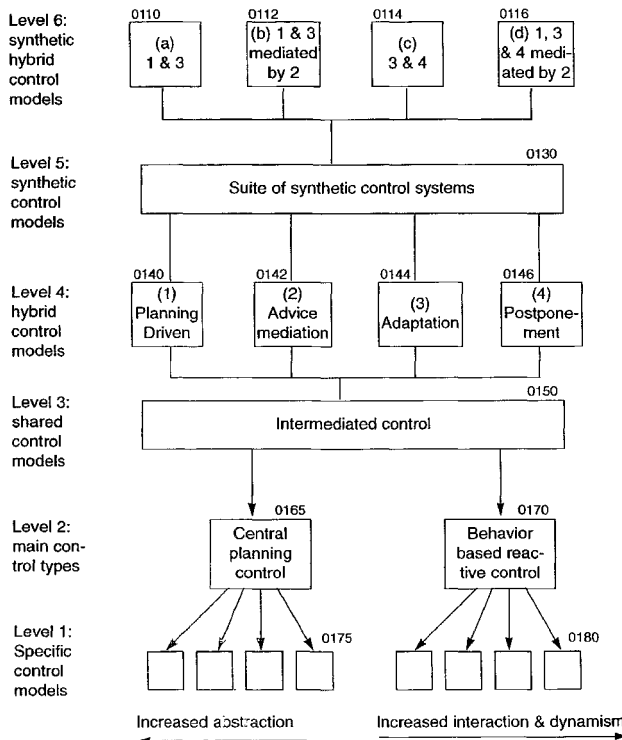 Level 6:
synthetic
hybrid
control
models
0110
(a)
1 & 3
0112
(b) 1 & 3
mediated
by 2
0114
(c)
3 & 4
0116
(d) 1, 3
& 4 medi-
ated by 2
Level 5:
synthetic
control
models
0130
Suite of synthetic control systems
Level 4:
hybrid
control
models
0140
(1)
Planning
Driven
0142
(2)
Advice
mediation
0144
(3)
Adaptation
0146
(4)
Postpone-
ment
Level 3:
shared
control
models
0150
Intermediated control
Level 2:
main con-
trol types
0165
Central
planning
control
0170
Behavior
based reac-
tive control
Level 1:
Specific
control
models
0175
0180
Increased abstraction
Increased interaction & dynamism